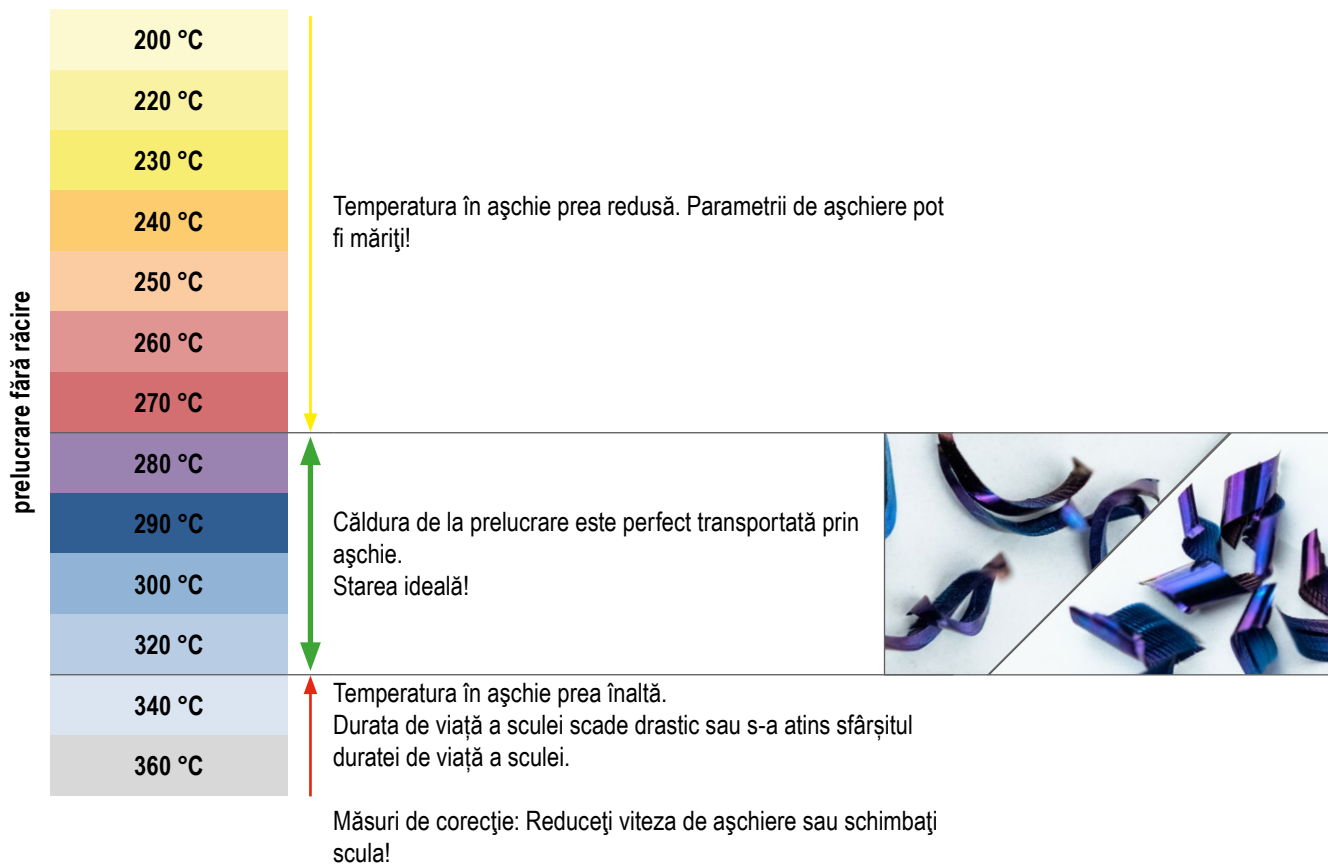 prelucrare fără răcire
200 °C
220 °C
230 °C
240 °C
250 °C
260 °C
270 °C
Temperatura în aşchie prea redusă. Parametrii de aşchiere pot
fi măriţi!
280 °C
290 °C
300 °C
320 °C
Căldura de la prelucrare este perfect transportată prin
aşchie.
Starea ideală!
340 °C
360 °C
Temperatura în aşchie prea înaltă.
Durata de viață a sculei scade drastic sau s-a atins sfârșitul
duratei de viață a sculei.
Măsuri de corecţie: Reduceţi viteza de aşchiere sau schimbaţi
scula!